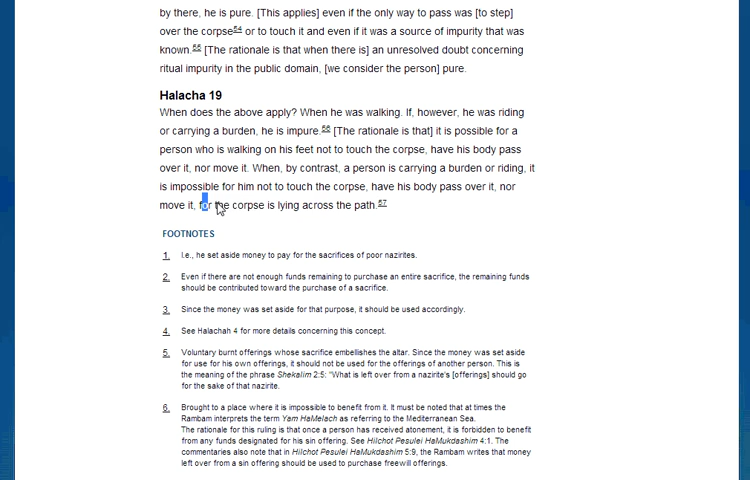 by there, he is pure. [This applies] even if the only way to pass was [to step]
over the corpse54 or to touch it and even if it was a source of impurity that was
known.55 [The rationale is that when there is] an unresolved doubt concerning
ritual impurity in the public domain, [we consider the person] pure.
Halacha 19
When does the above apply? When he was walking. If, however, he was riding
or carrying a burden, he is impure.56 [The rationale is that] it is possible for a
person who is walking on his feet not to touch the corpse, have his body pass
over it, nor move it. When, by contrast, a person is carrying a burden or riding, it
is impossible for him not to touch the corpse, have his body pass over it, nor
move it, for the corpse is lying across the path.57
FOOTNOTES
1. I.e., he set aside money to pay for the sacrifices of poor nazirites.
2. Even if there are not enough funds remaining to purchase an entire sacrifice, the remaining funds
should be contributed toward the purchase of a sacrifice.
3. Since the money was set aside for that purpose, it should be used accordingly.
4. See Halachah 4 for more details concerning this concept.
5. Voluntary burnt offerings whose sacrifice embellishes the altar. Since the money was set aside
for use for his own offerings, it should not be used for the offerings of another person. This is
the meaning of the phrase Shekalim 2:5: "What is left over from a nazirite's [offerings] should go
for the sake of that nazirite.
6. Brought to a place where it is impossible to benefit from it. It must be noted that at times the
Rambam interprets the term Yam HaMelach as referring to the Mediterranean Sea.
The rationale for this ruling is that once a person has received atonement, it is forbidden to benefit
from any funds designated for his sin offering. See Hilchot Pesulei HaMukdashim 4:1. The
commentaries also note that in Hilchot Pesulei HaMukdashim 5:9, the Rambam writes that money
left over from a sin offering should be used to purchase freewill offerings.